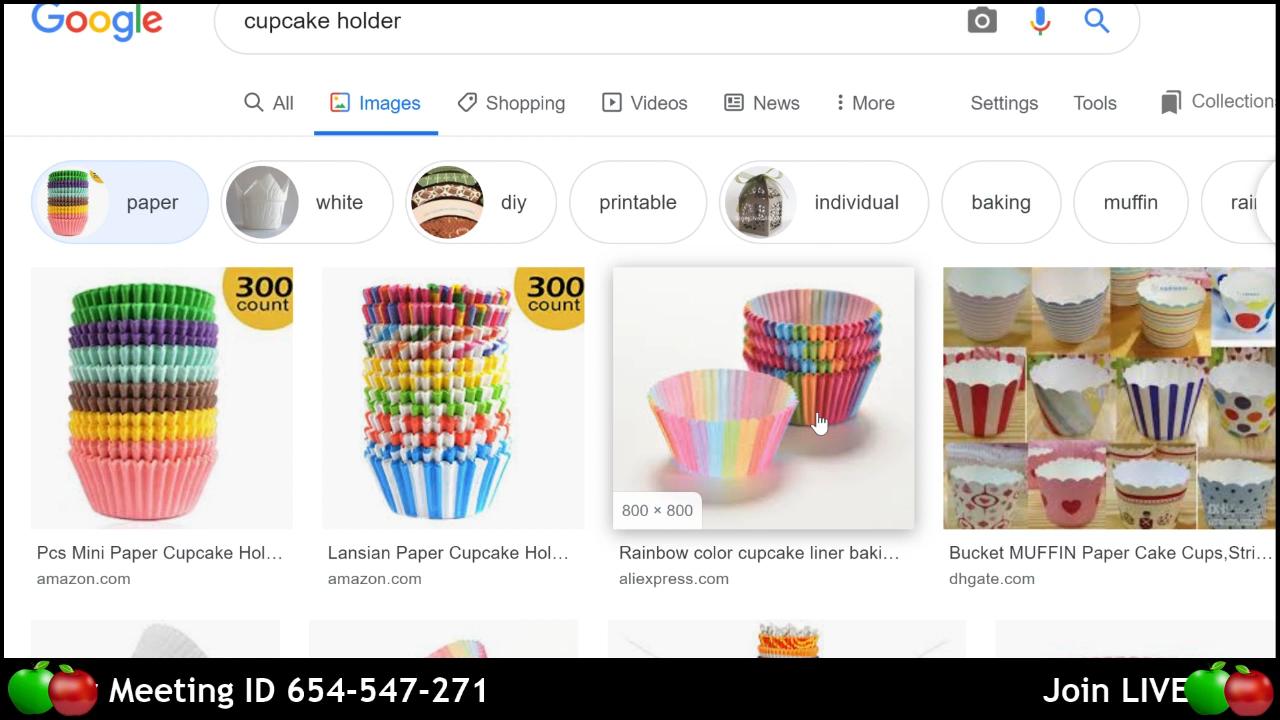 Google
cupcake holder
All Images Shopping Videos News More Settings Tools Collection
paper white diy printable individual baking muffin rai
300 count
300 count
800 × 800
Pcs Mini Paper Cupcake Hol... Lansian Paper Cupcake Hol... Rainbow color cupcake liner baki... Bucket MUFFIN Paper Cake Cups,Stri...
amazon.com amazon.com aliexpress.com dhgate.com
Meeting ID 654-547-271 Join LIVE